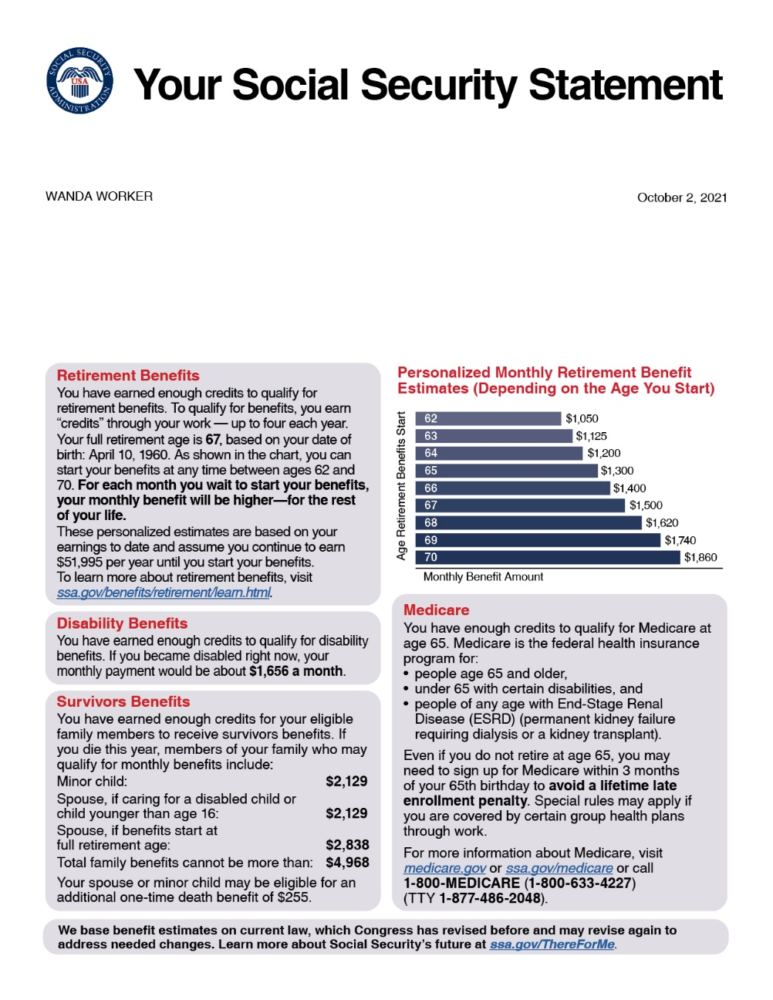 SOCIAL SECURITY ADMINISTRATION
USA
Your Social Security Statement
WANDA WORKER
October 2, 2021
Retirement Benefits
You have earned enough credits to qualify for
retirement benefits. To qualify for benefits, you earn
“credits” through your work — up to four each year.
Your full retirement age is 67, based on your date of
birth: April 10, 1960. As shown in the chart, you can
start your benefits at any time between ages 62 and
70. For each month you wait to start your benefits,
your monthly benefit will be higher—for the rest
of your life.
These personalized estimates are based on your
earnings to date and assume you continue to earn
$51,995 per year until you start your benefits.
To learn more about retirement benefits, visit
ssa.gov/benefits/retirement/learn.html.
Disability Benefits
You have earned enough credits to qualify for disability
benefits. If you became disabled right now, your
monthly payment would be about $1,656 a month.
Survivors Benefits
You have earned enough credits for your eligible
family members to receive survivors benefits. If
you die this year, members of your family who may
qualify for monthly benefits include:
Minor child: $2,129
Spouse, if caring for a disabled child or
child younger than age 16: $2,129
Spouse, if benefits start at
full retirement age: $2,838
Total family benefits cannot be more than: $4,968
Your spouse or minor child may be eligible for an
additional one-time death benefit of $255.
Personalized Monthly Retirement Benefit
Estimates (Depending on the Age You Start)
Age Retirement Benefits Start
62 $1,050
63 $1,125
64 $1,200
65 $1,300
66 $1,400
67 $1,500
68 $1,620
69 $1,740
70 $1,860
Monthly Benefit Amount
Medicare
You have enough credits to qualify for Medicare at
age 65. Medicare is the federal health insurance
program for:
• people age 65 and older,
• under 65 with certain disabilities, and
• people of any age with End-Stage Renal
Disease (ESRD) (permanent kidney failure
requiring dialysis or a kidney transplant).
Even if you do not retire at age 65, you may
need to sign up for Medicare within 3 months
of your 65th birthday to avoid a lifetime late
enrollment penalty. Special rules may apply if
you are covered by certain group health plans
through work.
For more information about Medicare, visit
medicare.gov or ssa.gov/medicare or call
1-800-MEDICARE (1-800-633-4227)
(TTY 1-877-486-2048).
We base benefit estimates on current law, which Congress has revised before and may revise again to
address needed changes. Learn more about Social Security’s future at ssa.gov/ThereForMe.